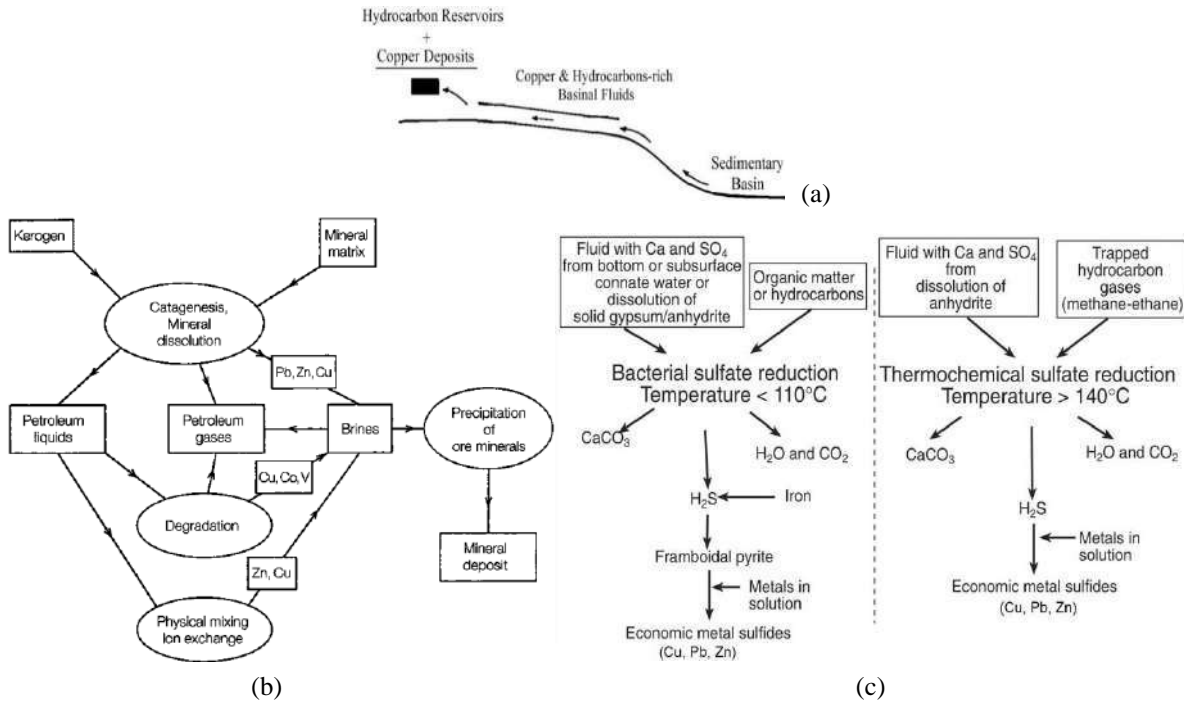 Hydrocarbon Reservoirs
+
Copper Deposits
Copper & Hydrocarbons-rich
Basinal Fluids
Sedimentary
Basin
(a)
Kerogen
Mineral
matrix
Catagenesis,
Mineral
dissolution
Pb, Zn, Cu
Petroleum
liquids
Petroleum
gases
Brines
Precipitation
of
ore minerals
Cu, Co, V
Degradation
Mineral
deposit
Zn, Cu
Physical mixing
Ion exchange
(b)
Fluid with Ca and SO4
from bottom or subsurface
connate water or
dissolution of
solid gypsum/anhydrite
Organic matter
or hydrocarbons
Bacterial sulfate reduction
Temperature < 110°C
CaCO3
H2O and CO2
H2S
Iron
Framboidal pyrite
Metals in
solution
Economic metal sulfides
(Cu, Pb, Zn)
Fluid with Ca and SO4
from
dissolution of
anhydrite
Trapped
hydrocarbon
gases
(methane-ethane)
Thermochemical sulfate reduction
Temperature > 140°C
CaCO3
H2O and CO2
H2S
Metals in
solution
Economic metal sulfides
(Cu, Pb, Zn)
(c)